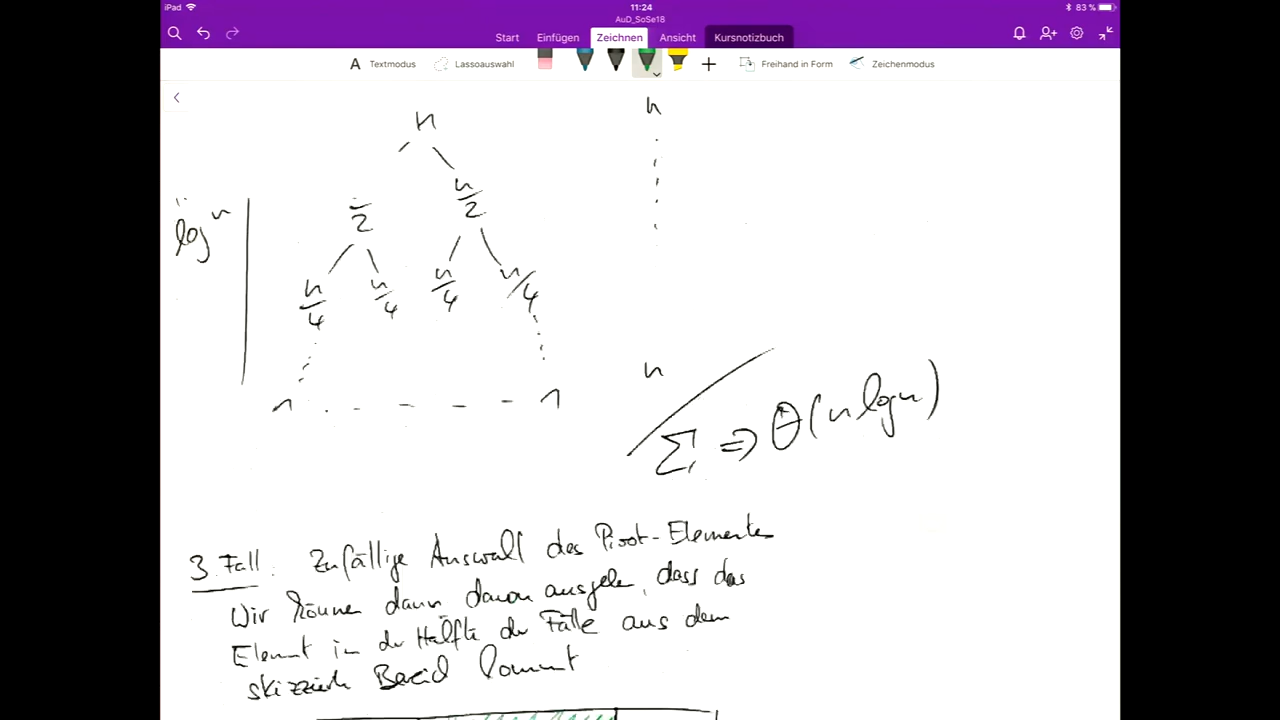 iPad 11:24 83 %
AuD_SoSe18
Start Einfügen Zeichnen Ansicht Kursnotizbuch
A Textmodus Lassoauswahl + Freihand in Form Zeichenmodus
n n
log n 2 n/2
n/4 n/4 n/4 n/4
n
1 . - - - - 1
Σ ⇒ Θ(n log n)
3. Fall: Zufällige Auswahl des Pivot-Elementes
Wir können dann davon ausgehen, dass das
Element in der Hälfte der Fälle aus dem
skizzierten Bereich kommt